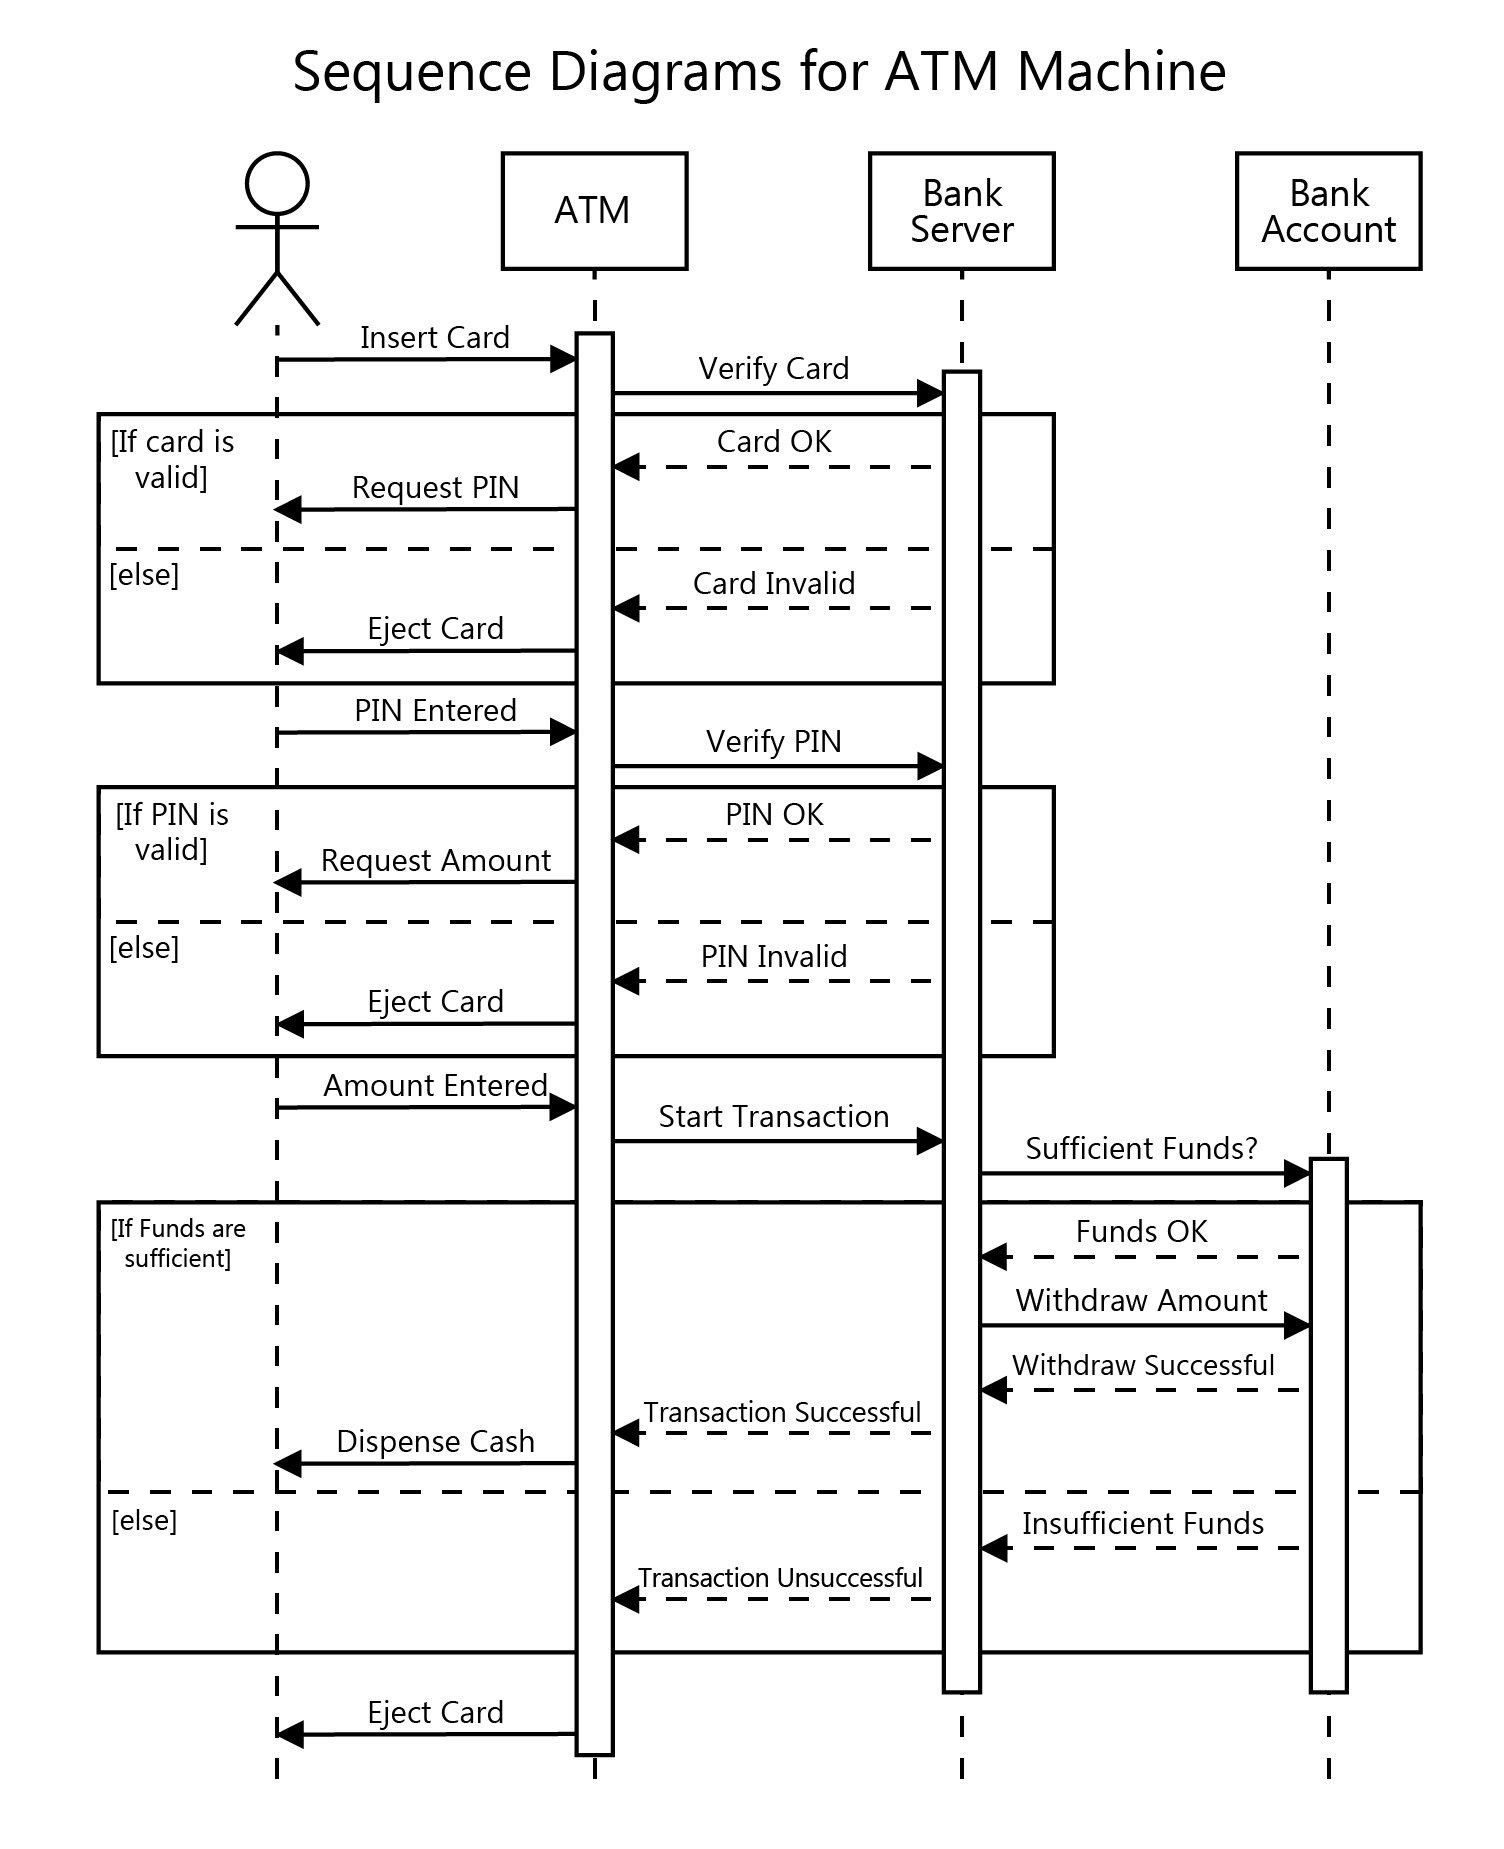 Sequence Diagrams for ATM Machine
ATM
Bank
Server
Bank
Account
Insert Card
Verify Card
[If card is
valid]
Card OK
Request PIN
[else]
Card Invalid
Eject Card
PIN Entered
Verify PIN
[If PIN is
valid]
PIN OK
Request Amount
[else]
PIN Invalid
Eject Card
Amount Entered
Start Transaction
Sufficient Funds?
[If Funds are
sufficient]
Funds OK
Withdraw Amount
Withdraw Successful
Transaction Successful
Dispense Cash
[else]
Insufficient Funds
Transaction Unsuccessful
Eject Card